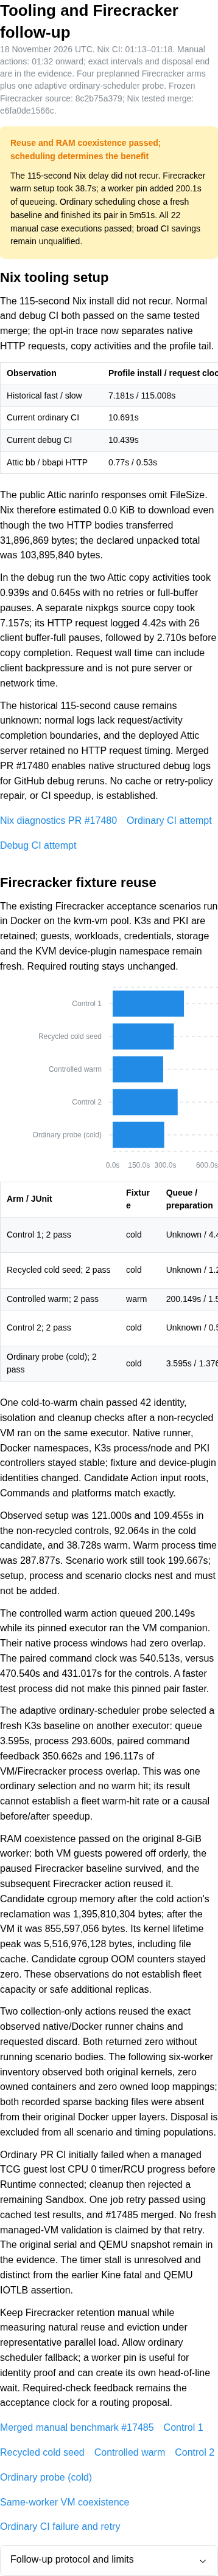 Tooling and Firecracker
follow-up
18 November 2026 UTC. Nix CI: 01:13–01:18. Manual
actions: 01:32 onward; exact intervals and disposal end
are in the evidence. Four preplanned Firecracker arms
plus one adaptive ordinary-scheduler probe. Frozen
Firecracker source: 8c2b75a379; Nix tested merge:
e6fa0de1566c.
Reuse and RAM coexistence passed;
scheduling determines the benefit
The 115-second Nix delay did not recur. Firecracker
warm setup took 38.7s; a worker pin added 200.1s
of queueing. Ordinary scheduling chose a fresh
baseline and finished its pair in 5m51s. All 22
manual case executions passed; broad CI savings
remain unqualified.
Nix tooling setup
The 115-second Nix install did not recur. Normal
and debug CI both passed on the same tested
merge; the opt-in trace now separates native
HTTP requests, copy activities and the profile tail.
Observation Profile install / request cloc
Historical fast / slow 7.181s / 115.008s
Current ordinary CI 10.691s
Current debug CI 10.439s
Attic bb / bbapi HTTP 0.77s / 0.53s
The public Attic narinfo responses omit FileSize.
Nix therefore estimated 0.0 KiB to download even
though the two HTTP bodies transferred
31,896,869 bytes; the declared unpacked total
was 103,895,840 bytes.
In the debug run the two Attic copy activities took
0.939s and 0.645s with no retries or full-buffer
pauses. A separate nixpkgs source copy took
7.157s; its HTTP request logged 4.42s with 26
client buffer-full pauses, followed by 2.710s before
copy completion. Request wall time can include
client backpressure and is not pure server or
network time.
The historical 115-second cause remains
unknown: normal logs lack request/activity
completion boundaries, and the deployed Attic
server retained no HTTP request timing. Merged
PR #17480 enables native structured debug logs
for GitHub debug reruns. No cache or retry-policy
repair, or CI speedup, is established.
Nix diagnostics PR #17480 Ordinary CI attempt
Debug CI attempt
Firecracker fixture reuse
The existing Firecracker acceptance scenarios run
in Docker on the kvm-vm pool. K3s and PKI are
retained; guests, workloads, credentials, storage
and the KVM device-plugin namespace remain
fresh. Required routing stays unchanged.
Control 1
Recycled cold seed
Controlled warm
Control 2
Ordinary probe (cold)
0.0s 150.0s 300.0s 600.0s
Arm / JUnit Fixtur
e Queue /
preparation
Control 1; 2 pass cold Unknown / 4.4
Recycled cold seed; 2 pass cold Unknown / 1.2
Controlled warm; 2 pass warm 200.149s / 1.5
Control 2; 2 pass cold Unknown / 0.5
Ordinary probe (cold); 2
pass cold 3.595s / 1.376
One cold-to-warm chain passed 42 identity,
isolation and cleanup checks after a non-recycled
VM ran on the same executor. Native runner,
Docker namespaces, K3s process/node and PKI
controllers stayed stable; fixture and device-plugin
identities changed. Candidate Action input roots,
Commands and platforms match exactly.
Observed setup was 121.000s and 109.455s in
the non-recycled controls, 92.064s in the cold
candidate, and 38.728s warm. Warm process time
was 287.877s. Scenario work still took 199.667s;
setup, process and scenario clocks nest and must
not be added.
The controlled warm action queued 200.149s
while its pinned executor ran the VM companion.
Their native process windows had zero overlap.
The paired command clock was 540.513s, versus
470.540s and 431.017s for the controls. A faster
test process did not make this pinned pair faster.
The adaptive ordinary-scheduler probe selected a
fresh K3s baseline on another executor: queue
3.595s, process 293.600s, paired command
feedback 350.662s and 196.117s of
VM/Firecracker process overlap. This was one
ordinary selection and no warm hit; its result
cannot establish a fleet warm-hit rate or a causal
before/after speedup.
RAM coexistence passed on the original 8-GiB
worker: both VM guests powered off orderly, the
paused Firecracker baseline survived, and the
subsequent Firecracker action reused it.
Candidate cgroup memory after the cold action's
reclamation was 1,395,810,304 bytes; after the
VM it was 855,597,056 bytes. Its kernel lifetime
peak was 5,516,976,128 bytes, including file
cache. Candidate cgroup OOM counters stayed
zero. These observations do not establish fleet
capacity or safe additional replicas.
Two collection-only actions reused the exact
observed native/Docker runner chains and
requested discard. Both returned zero without
running scenario bodies. The following six-worker
inventory observed both original kernels, zero
owned containers and zero owned loop mappings;
both recorded sparse backing files were absent
from their original Docker upper layers. Disposal is
excluded from all scenario and timing populations.
Ordinary PR CI initially failed when a managed
TCG guest lost CPU 0 timer/RCU progress before
Runtime connected; cleanup then rejected a
remaining Sandbox. One job retry passed using
cached test results, and #17485 merged. No fresh
managed-VM validation is claimed by that retry.
The original serial and QEMU snapshot remain in
the evidence. The timer stall is unresolved and
distinct from the earlier Kine fatal and QEMU
IOTLB assertion.
Keep Firecracker retention manual while
measuring natural reuse and eviction under
representative parallel load. Allow ordinary
scheduler fallback; a worker pin is useful for
identity proof and can create its own head-of-line
wait. Required-check feedback remains the
acceptance clock for a routing proposal.
Merged manual benchmark #17485 Control 1
Recycled cold seed Controlled warm Control 2
Ordinary probe (cold)
Same-worker VM coexistence
Ordinary CI failure and retry
Follow-up protocol and limits